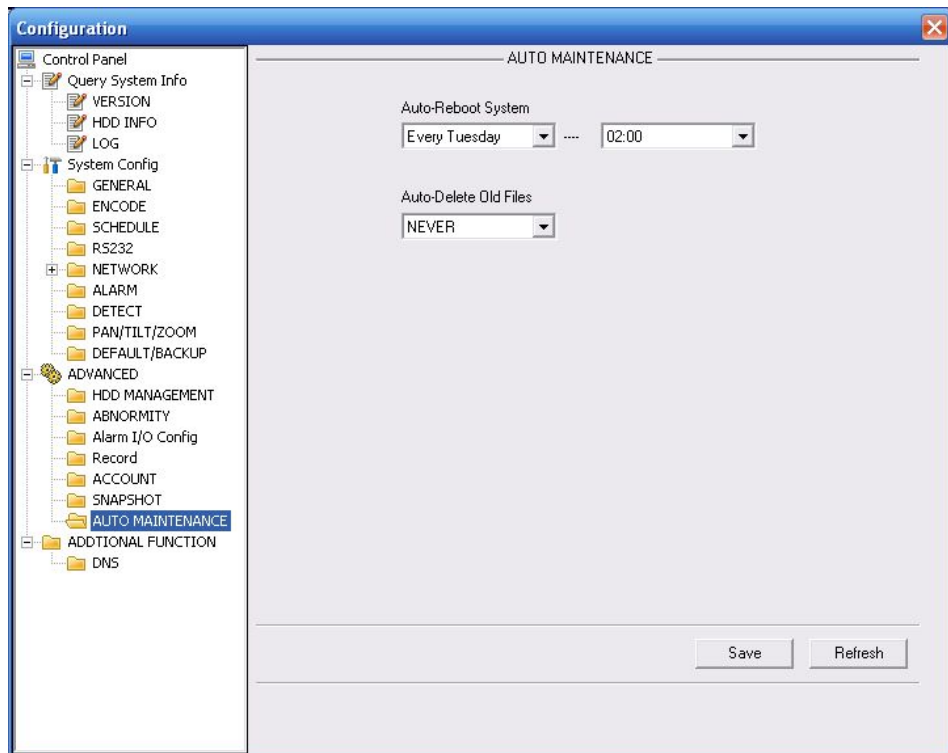 Configuration
Control Panel
Query System Info
VERSION
HDD INFO
LOG
System Config
GENERAL
ENCODE
SCHEDULE
RS232
NETWORK
ALARM
DETECT
PAN/TILT/ZOOM
DEFAULT/BACKUP
ADVANCED
HDD MANAGEMENT
ABNORMITY
Alarm I/O Config
Record
ACCOUNT
SNAPSHOT
AUTO MAINTENANCE
ADDTIONAL FUNCTION
DNS
AUTO MAINTENANCE
Auto-Reboot System
Every Tuesday ---- 02:00
Auto-Delete Old Files
NEVER
Save Refresh